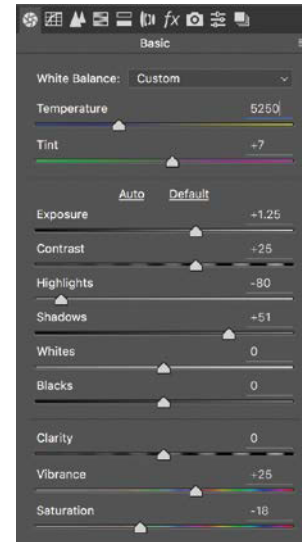 fx
Basic
White Balance: Custom
Temperature 5250
Tint +7
Auto Default
Exposure +1.25
Contrast +25
Highlights -80
Shadows +51
Whites 0
Blacks 0
Clarity 0
Vibrance +25
Saturation -18